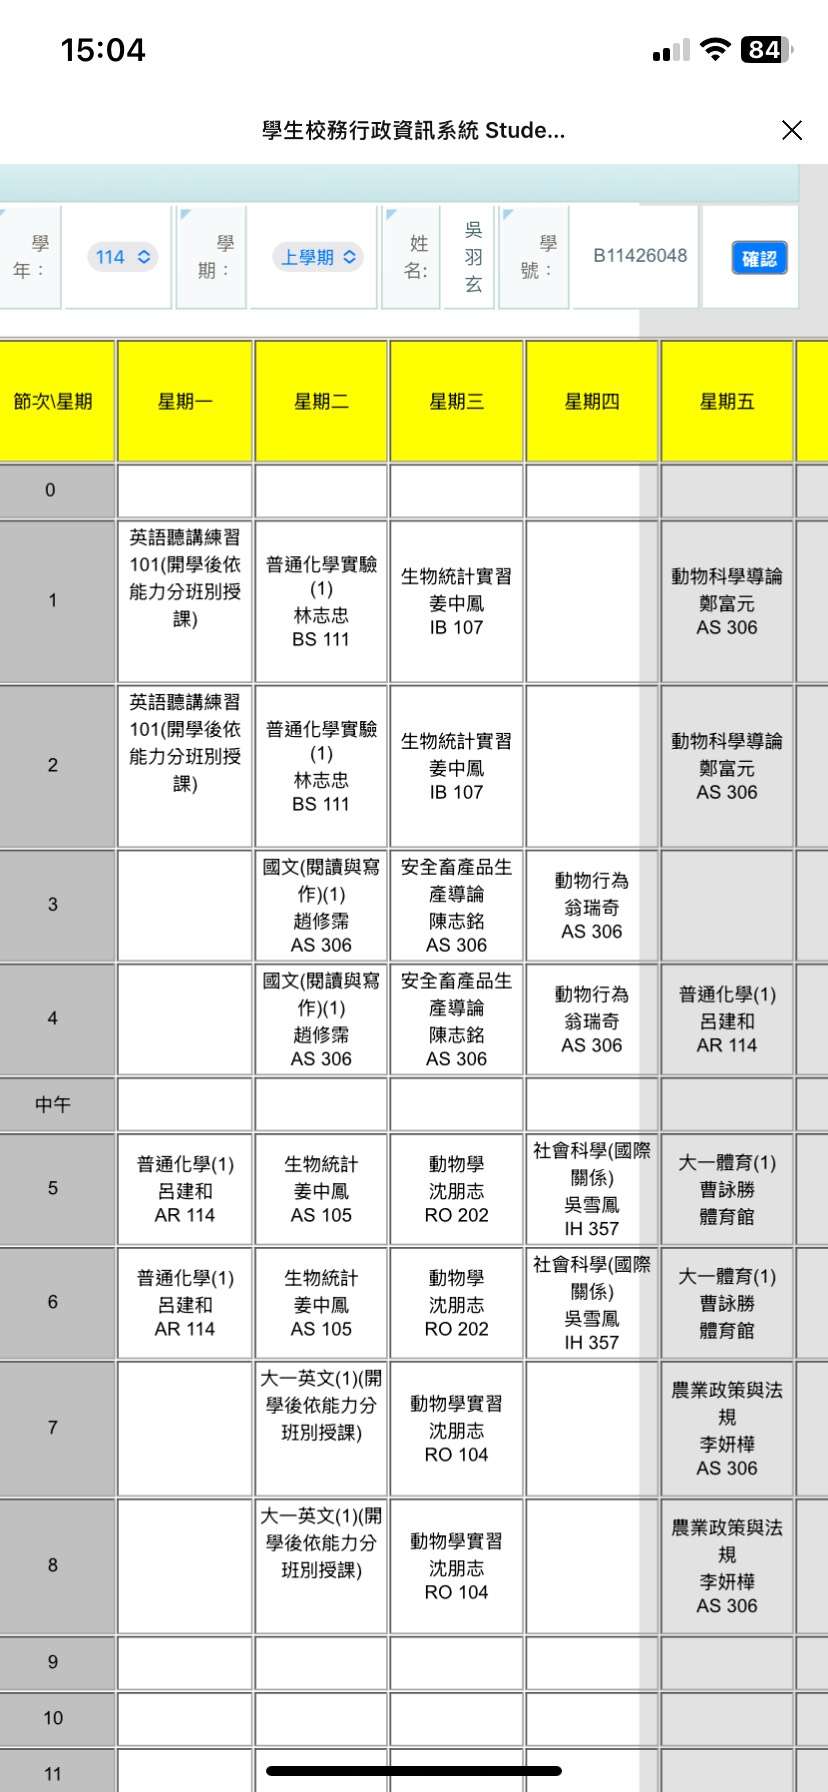 15:04
84
學生校務行政資訊系統 Stude...
學
年：
114
學
期：
上學期
姓
名:
吳
羽
玄
學
號：
B11426048
確認
節次\星期
星期一
星期二
星期三
星期四
星期五
0
1
英語聽講練習
101(開學後依
能力分班別授
課)
普通化學實驗
(1)
林志忠
BS 111
生物統計實習
姜中鳳
IB 107
動物科學導論
鄭富元
AS 306
2
英語聽講練習
101(開學後依
能力分班別授
課)
普通化學實驗
(1)
林志忠
BS 111
生物統計實習
姜中鳳
IB 107
動物科學導論
鄭富元
AS 306
3
國文(閱讀與寫
作)(1)
趙修霈
AS 306
安全畜產品生
產導論
陳志銘
AS 306
動物行為
翁瑞奇
AS 306
4
國文(閱讀與寫
作)(1)
趙修霈
AS 306
安全畜產品生
產導論
陳志銘
AS 306
動物行為
翁瑞奇
AS 306
普通化學(1)
呂建和
AR 114
中午
5
普通化學(1)
呂建和
AR 114
生物統計
姜中鳳
AS 105
動物學
沈朋志
RO 202
社會科學(國際
關係)
吳雪鳳
IH 357
大一體育(1)
曹詠勝
體育館
6
普通化學(1)
呂建和
AR 114
生物統計
姜中鳳
AS 105
動物學
沈朋志
RO 202
社會科學(國際
關係)
吳雪鳳
IH 357
大一體育(1)
曹詠勝
體育館
7
大一英文(1)(開
學後依能力分
班別授課)
動物學實習
沈朋志
RO 104
農業政策與法
規
李妍樺
AS 306
8
大一英文(1)(開
學後依能力分
班別授課)
動物學實習
沈朋志
RO 104
農業政策與法
規
李妍樺
AS 306
9
10
11